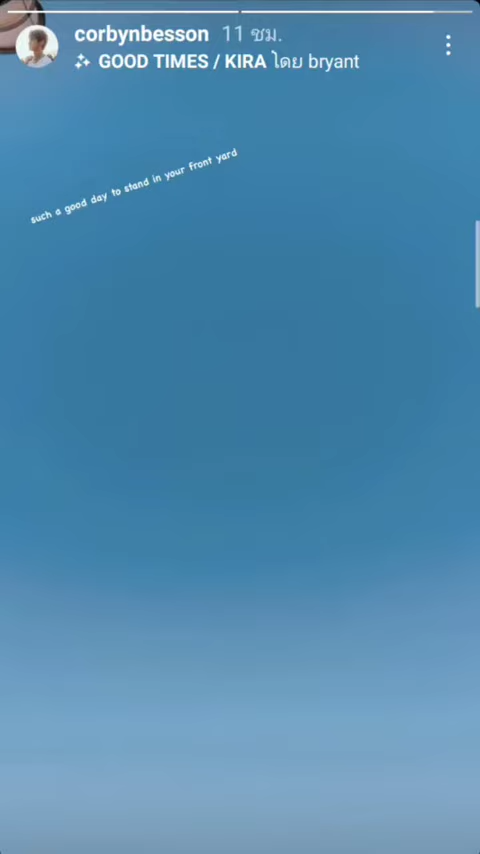 corbynbesson 11 ชม.
GOOD TIMES / KIRA โดย bryant
such a good day to stand in your front yard